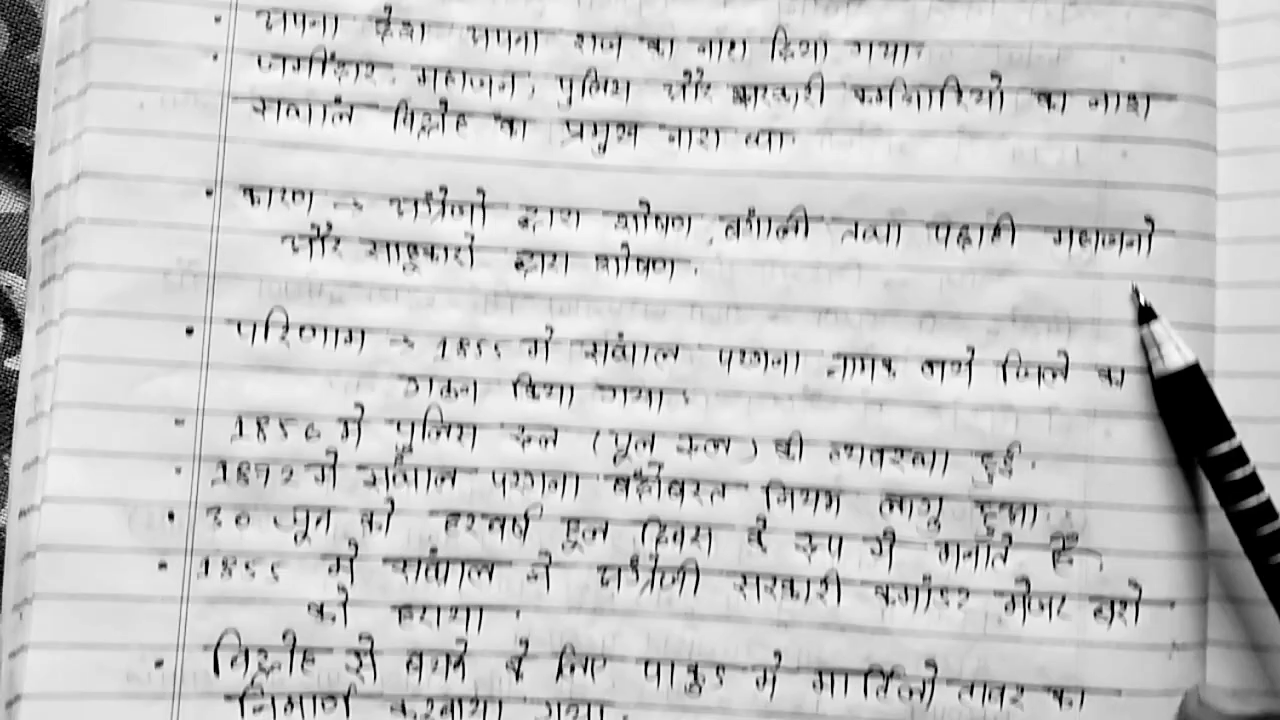 अपना देश अपना राज का नारा दिया गया.
जमींदार, महाजन, पुलिस और सरकारी कर्मचारियो का नाश
संथाल विद्रोह का प्रमुख नारा था.
कारण → अंग्रेजो द्वारा शोषण, बंगाली तथा पहाड़ी महाजनो
और साहूकारो द्वारा शोषण.
परिणाम → 1855 मे संथाल परगना नामक नये जिले का
गठन किया गया.
1856 मे पुलिस रूल (पूल रूल) की व्यवस्था हुई.
1872 मे संथाल परगना बंदोबस्त नियम लागु हुआ.
30 जून को हरवर्ष हूल दिवस के रूप मे मनाते है
1855 मे संथाल ने अंग्रेजी सरकारी कमांडर मेजर बरो
को हराया.
विद्रोह से बचने के लिए पाकुड मे मार्टिलो टावर का
निमार्ण करवाया गया.